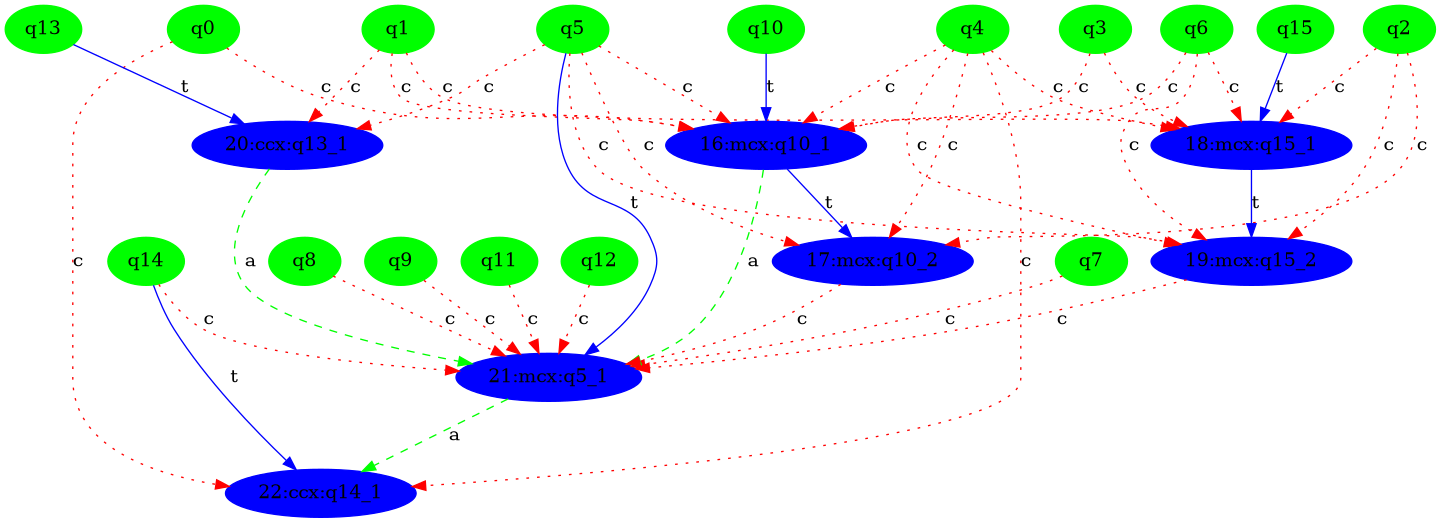 q13 q0 q1 q5 q10 q4 q3 q6 q15 q2
t c c c c c t c c c c c t c
20:ccx:q13_1 16:mcx:q10_1 18:mcx:q15_1
c c c c c c c
t t t
c q14 a q8 q9 q11 q12 a 17:mcx:q10_2 c q7 19:mcx:q15_2
c c c c c c c c
21:mcx:q5_1
t
a
22:ccx:q14_1